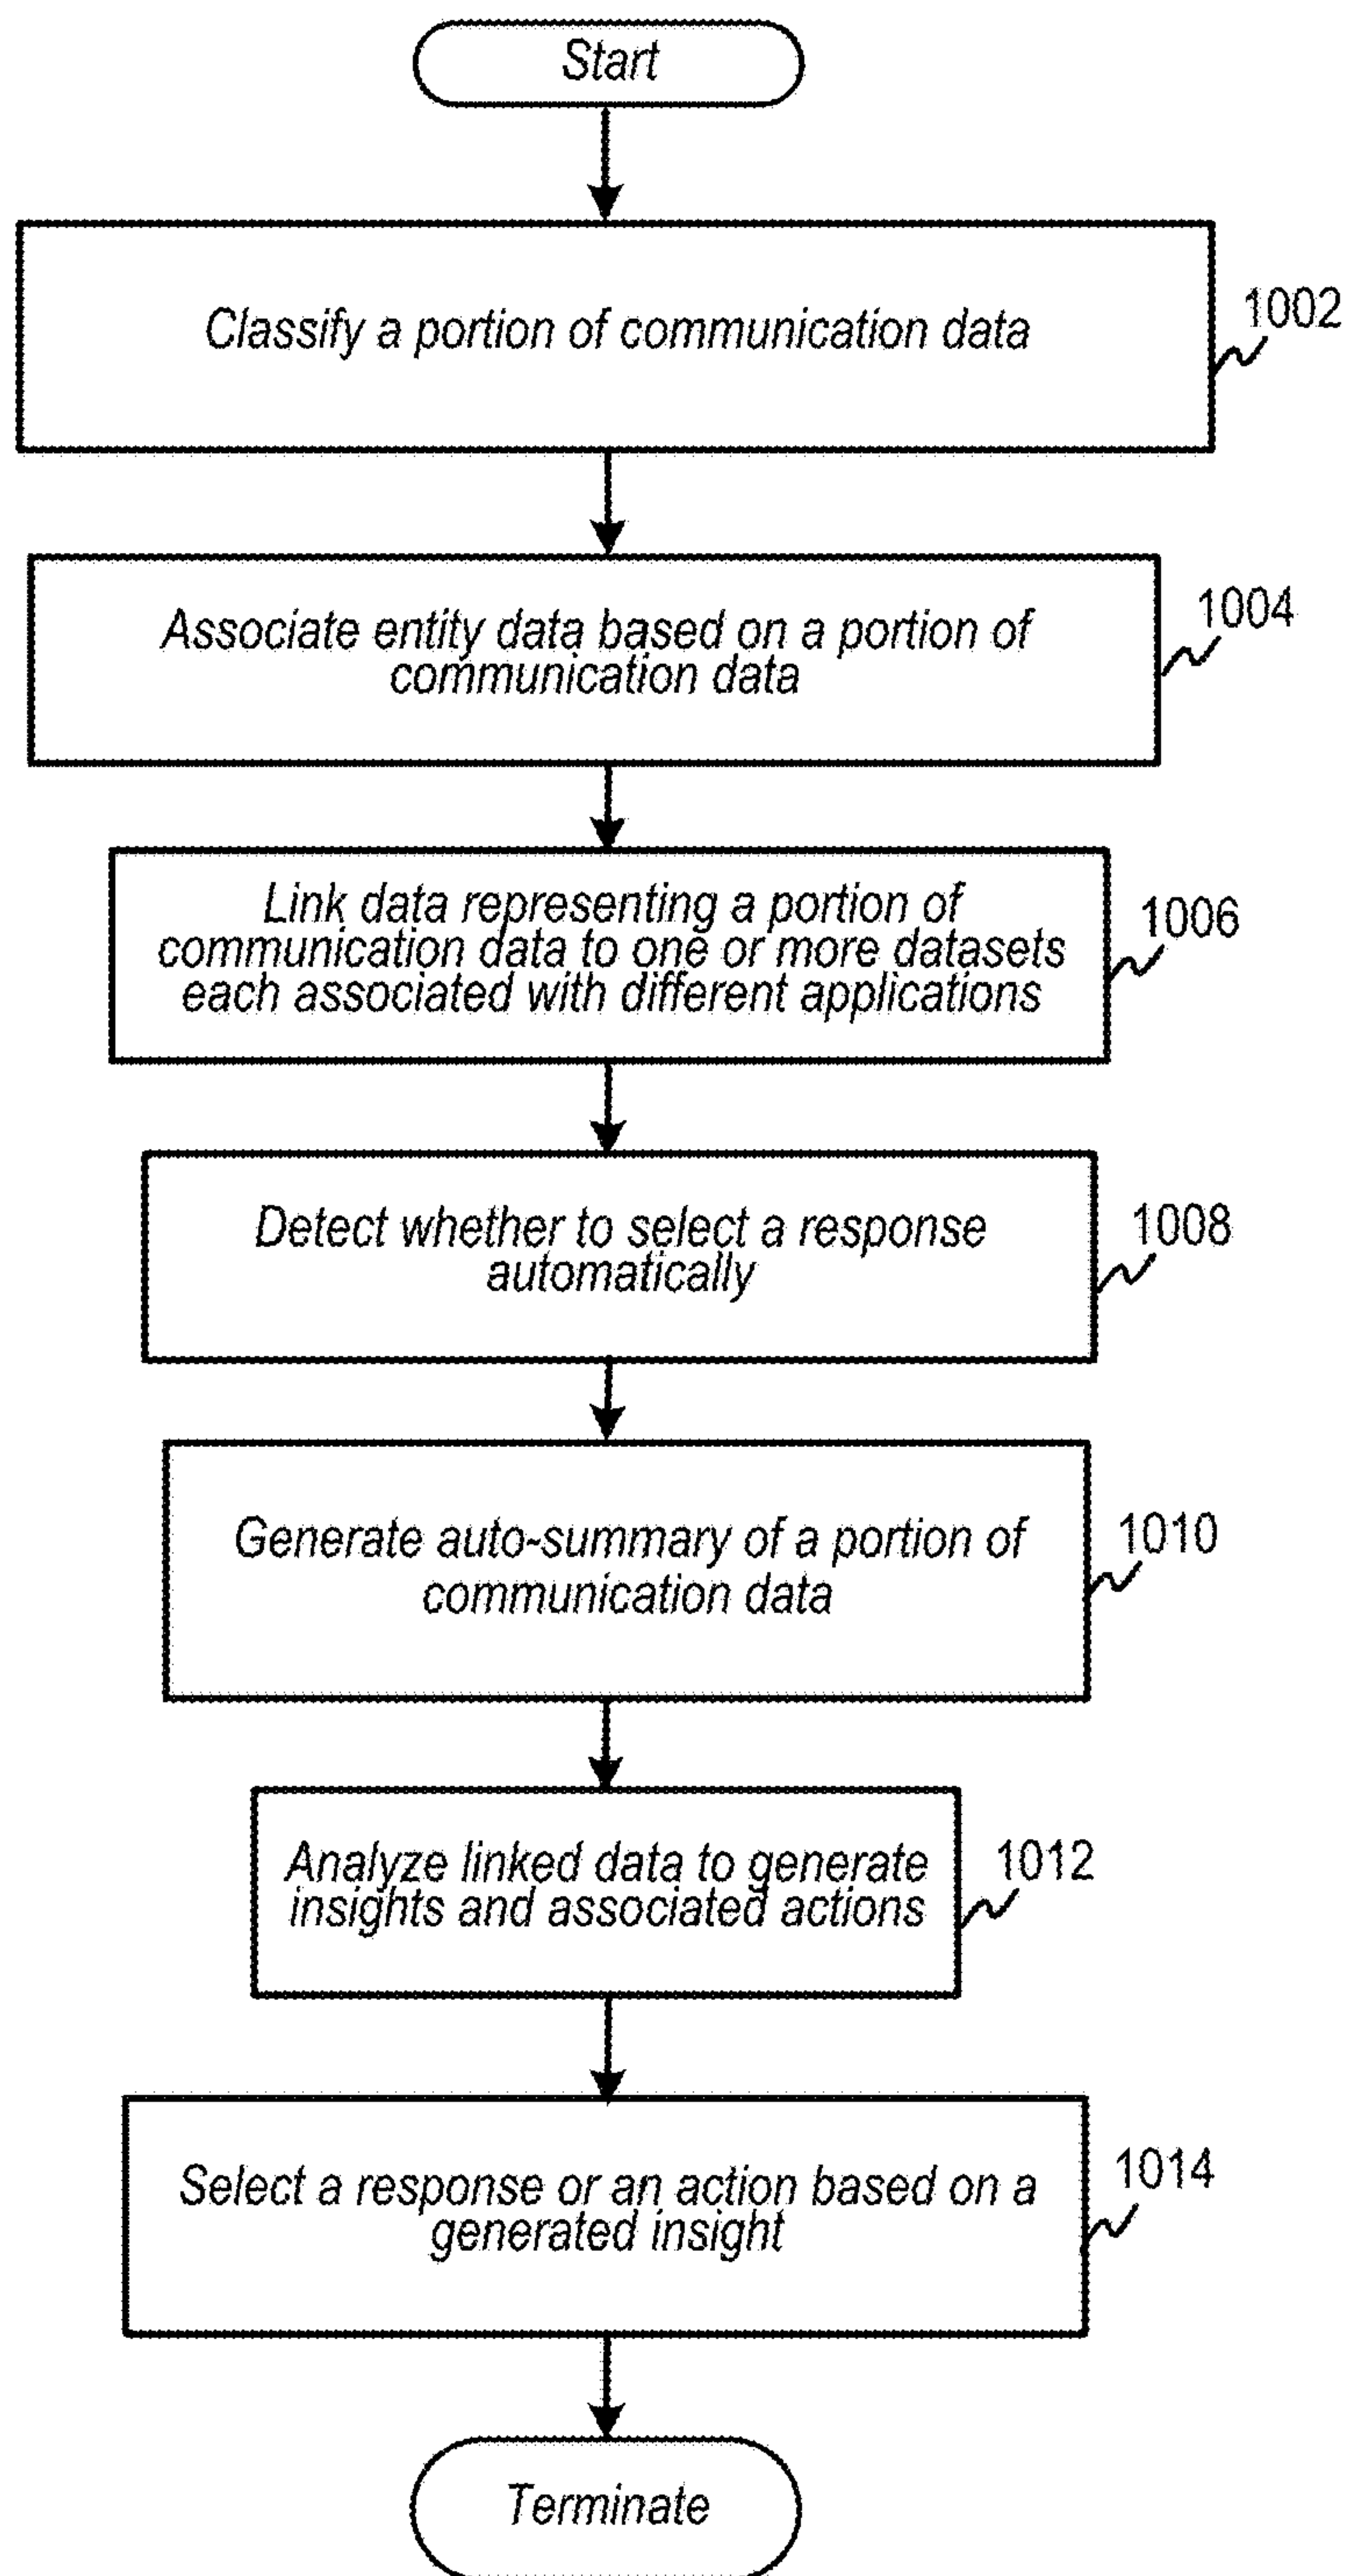 Start
Classify a portion of communication data
1002
Associate entity data based on a portion of
communication data
1004
Link data representing a portion of
communication data to one or more datasets
each associated with different applications
1006
Detect whether to select a response
automatically
1008
Generate auto-summary of a portion of
communication data
1010
Analyze linked data to generate
insights and associated actions
1012
Select a response or an action based on a
generated insight
1014
Terminate